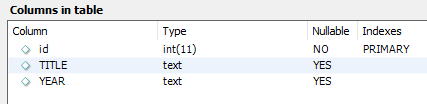 Columns in table
Column Type Nullable Indexes
id int(11) NO PRIMARY
TITLE text YES
YEAR text YES